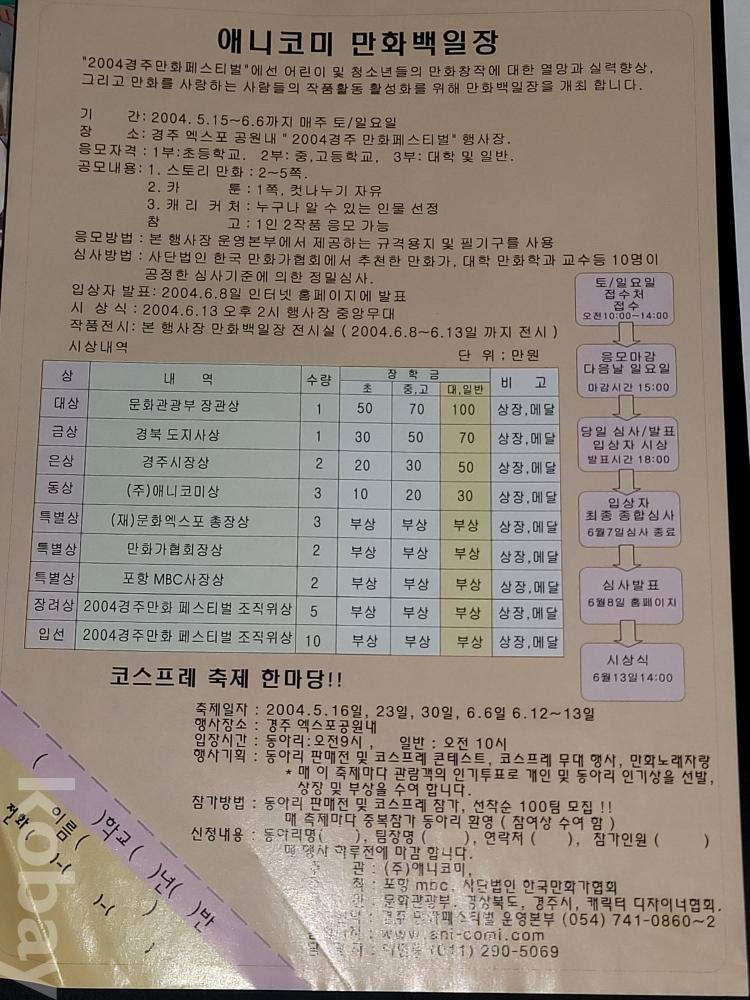 애니코미 만화백일장
"2004경주만화페스티벌"에선 어린이 및 청소년들의 만화창작에 대한 열망과 실력향상,
그리고 만화를 사랑하는 사람들의 작품활동 활성화를 위해 만화백일장을 개최 합니다.
기 간: 2004. 5.15~6.6까지 매주 토/일요일
장 소: 경주 엑스포 공원내 " 2004경주 만화페스티벌" 행사장.
응모자격 : 1부:초등학교. 2부: 중,고등학교, 3부: 대학 및 일반.
공모내용: 1. 스토리 만화 : 2~5쪽.
2. 카 툰 : 1쪽, 컷나누기 자유
3. 캐 리 커 처 : 누구나 알 수 있는 인물 선정
참 고 : 1인 2작품 응모 가능
응모방법 : 본 행사장 운영본부에서 제공하는 규격용지 및 필기구를 사용
심사방법 : 사단법인 한국 만화가협회에서 추천한 만화가, 대학 만화학과 교수등 10명이
공정한 심사기준에 의한 정밀심사.
입상자 발표: 2004.6.8일 인터넷 홈페이지에 발표
시 상 식 : 2004.6.13 오후 2시 행사장 중앙무대
작품전시: 본 행사장 만화백일장 전시실 ( 2004.6.8~6.13일 까지 전시 )
시상내역
단 위 ; 만원
상 내 역 수량 장 학 금 비 고
초 중,고 대,일반
대상 문화관광부 장관상 1 50 70 100 상장,메달
금상 경북 도지사상 1 30 50 70 상장,메달
은상 경주시장상 2 20 30 50 상장,메달
동상 (주)애니코미상 3 10 20 30 상장,메달
특별상 (재)문화엑스포 총장상 3 부상 부상 부상 상장,메달
특별상 만화가협회장상 2 부상 부상 부상 상장,메달
특별상 포항 MBC사장상 2 부상 부상 부상 상장,메달
장려상 2004경주만화 페스티벌 조직위상 5 부상 부상 부상 상장,메달
입선 2004경주만화 페스티벌 조직위상 10 부상 부상 부상 상장,메달
토/일요일
접수처
접수
오전10:00~14:00
응모마감
다음날 일요일
마감시간 15:00
당일 심사/발표
입상자 시상
발표시간 18:00
입상자
최종 종합심사
6월7일심사 종료
심사발표
6월8일 홈페이지
시상식
6월13일14:00
코스프레 축제 한마당!!
축제일자 : 2004.5.16일, 23일, 30일, 6.6일 6.12~13일
행사장소 : 경주 엑스포공원내
입장시간 : 동아리:오전9시 , 일반 : 오전 10시
행사기획 : 동아리 판매전 및 코스프레 콘테스트, 코스프레 무대 행사, 만화노래자랑
* 매 이 축제마다 관람객의 인기투표로 개인 및 동아리 인기상을 선발,
상장 및 부상을 수여 합니다.
참가방법 : 동아리 판매전 및 코스프레 참가, 선착순 100팀 모집 !!
매 축제마다 중복참가 동아리 환영 ( 참여상 수여 함 )
신청내용 : 동아리명( ), 팀장명 ( ), 연락처 ( ), 참가인원 ( )
매 행사 하루전에 마감 합니다.
관 : (주)애니코미,
: 포항 mbc, 사단법인 한국만화가협회
: 문화관광부, 경상북도, 경주시, 캐릭터 디자이너협회.
: 경주 만화페스티벌 운영본부 (054) 741-0860~2
: www.ani-comi.com
(011) 290-5069
( )학교 ( )년( )반
이름 ( )
전화 ( )-( )-( )
kobay